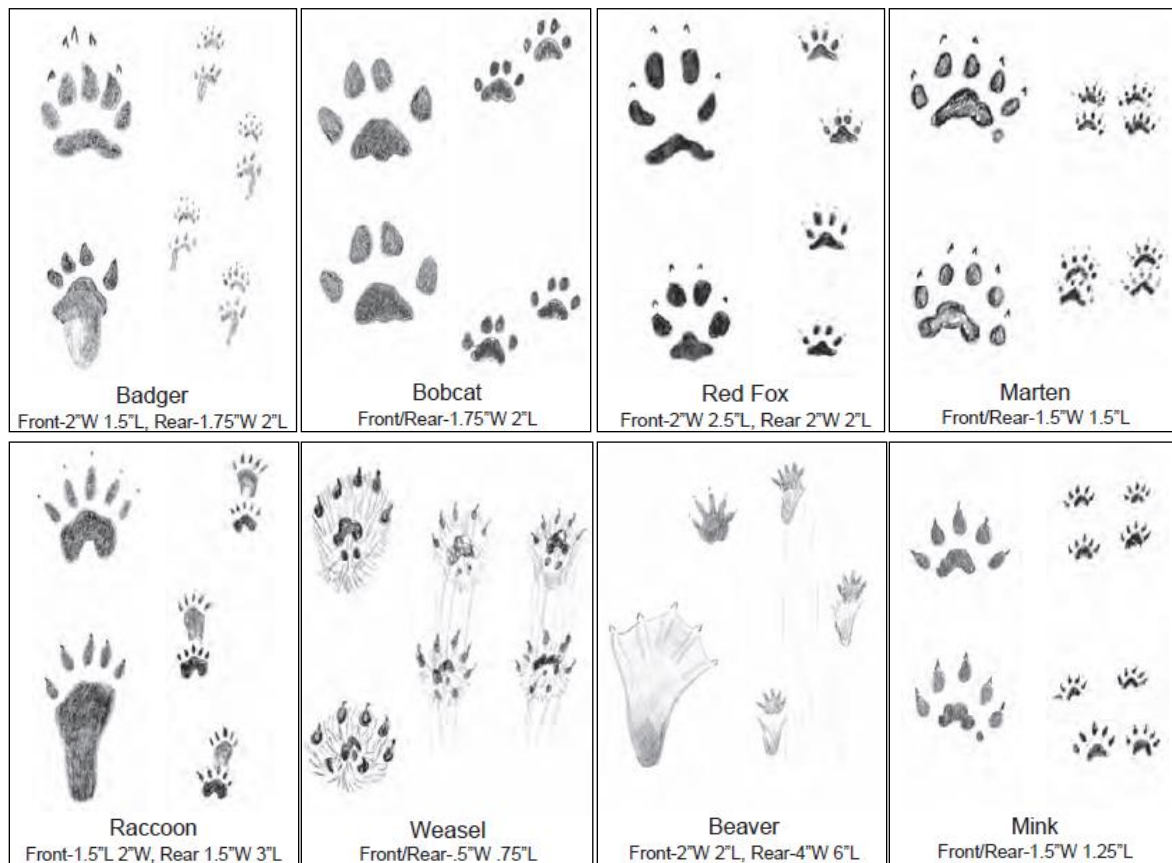 Badger
Front-2”W 1.5”L, Rear-1.75”W 2”L
Bobcat
Front/Rear-1.75”W 2”L
Red Fox
Front-2”W 2.5”L, Rear 2”W 2”L
Marten
Front/Rear-1.5”W 1.5”L
Raccoon
Front-1.5”L 2”W, Rear 1.5”W 3”L
Weasel
Front/Rear-.5”W .75”L
Beaver
Front-2”W 2”L, Rear-4”W 6”L
Mink
Front/Rear-1.5”W 1.25”L